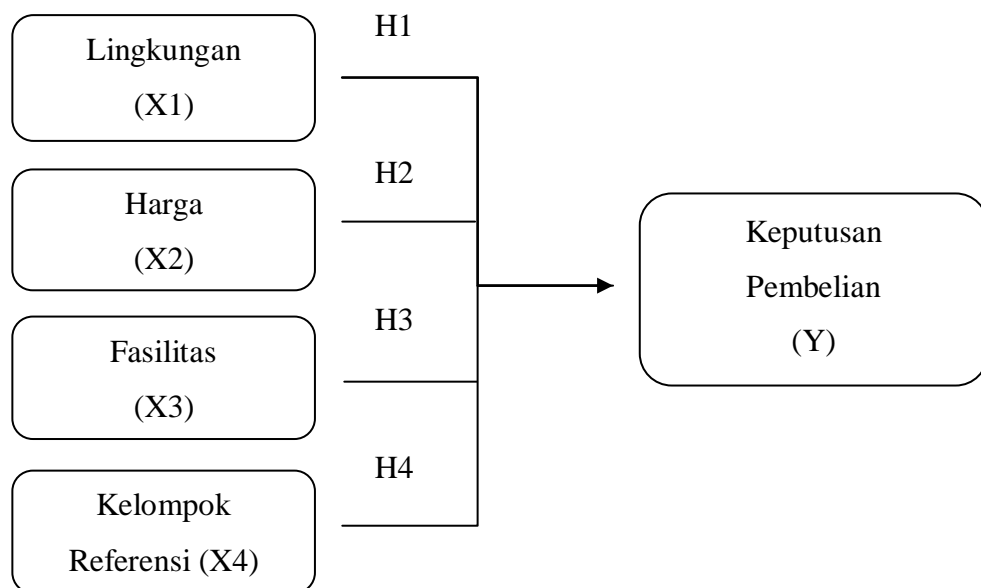 H1
Lingkungan
(X1)
H2
Harga
(X2)
H3
Fasilitas
(X3)
H4
Kelompok
Referensi (X4)
Keputusan
Pembelian
(Y)